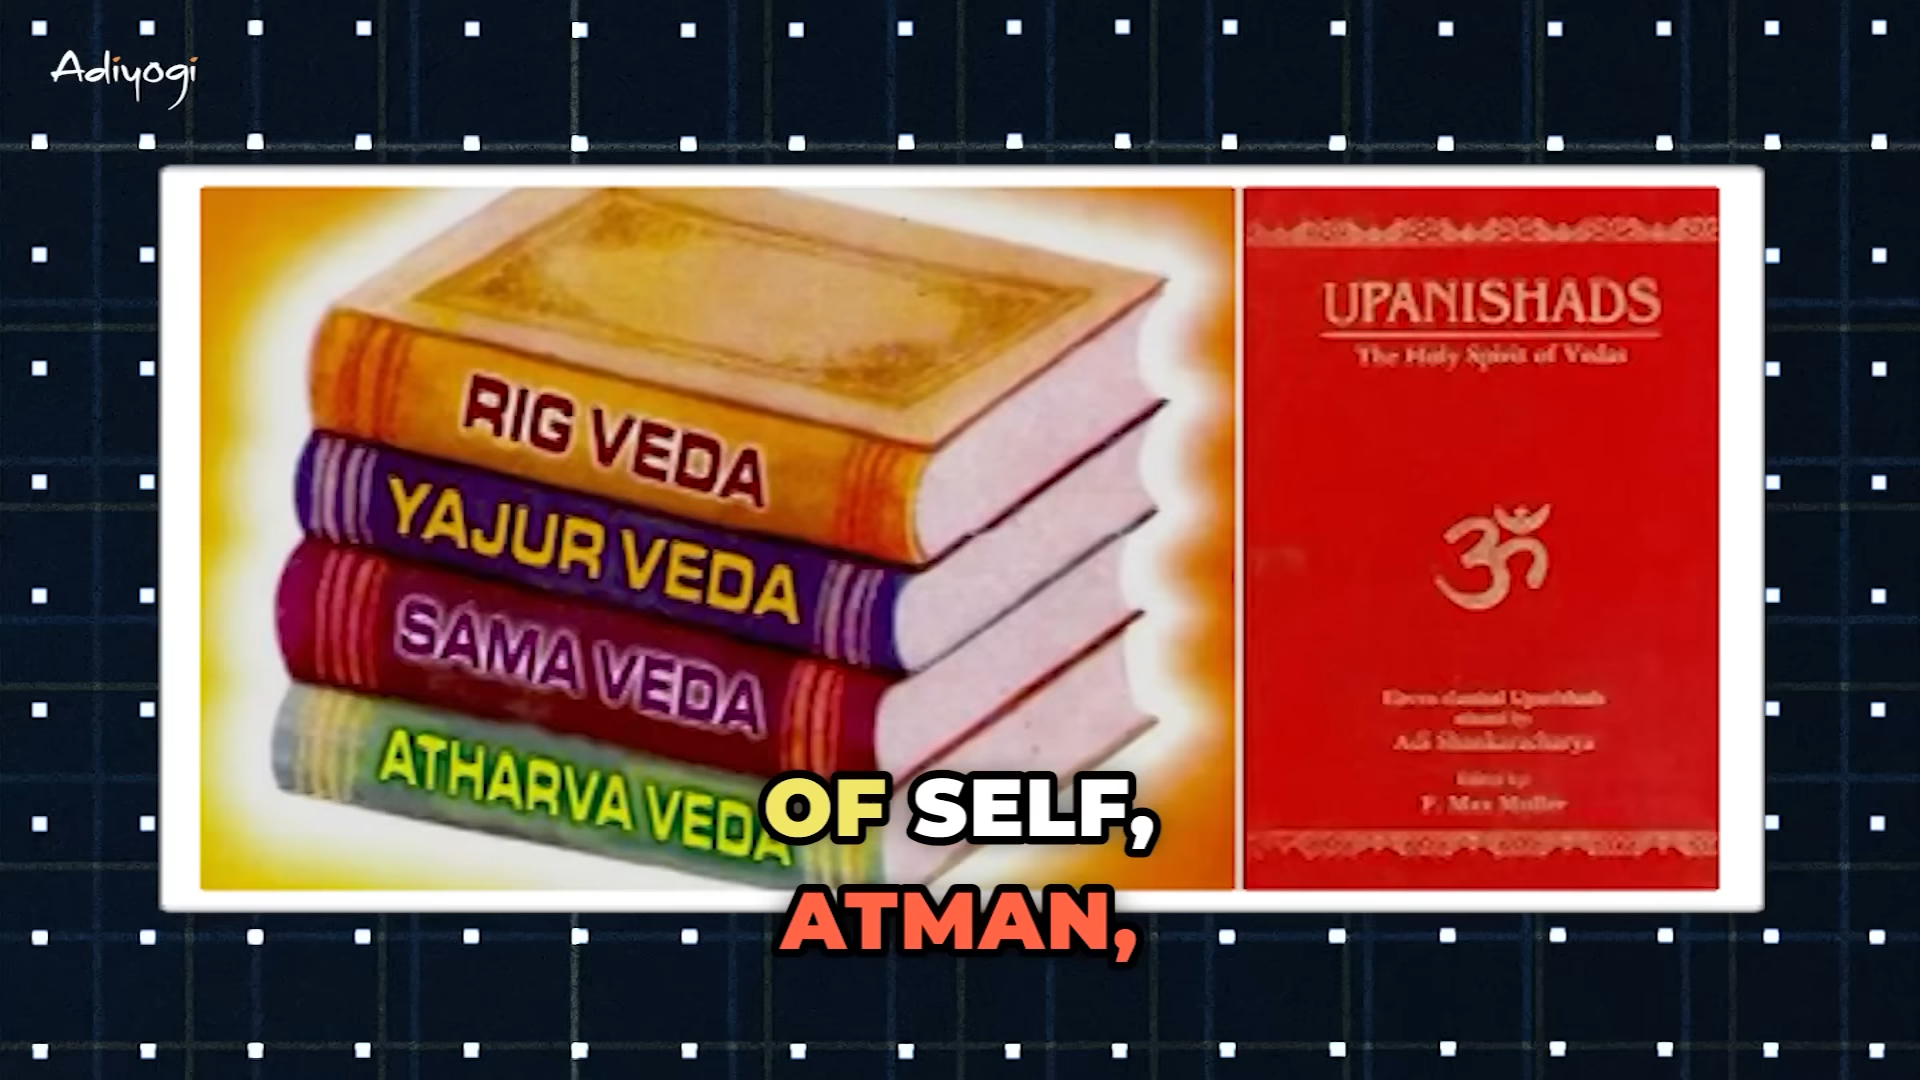 Adiyogi
RIG VEDA
YAJUR VEDA
SAMA VEDA
ATHARVA VEDA
UPANISHADS
The Holy Spirit of Vedas
ॐ
Adi Shankaracharya
F. Max Muller
OF SELF,
ATMAN,